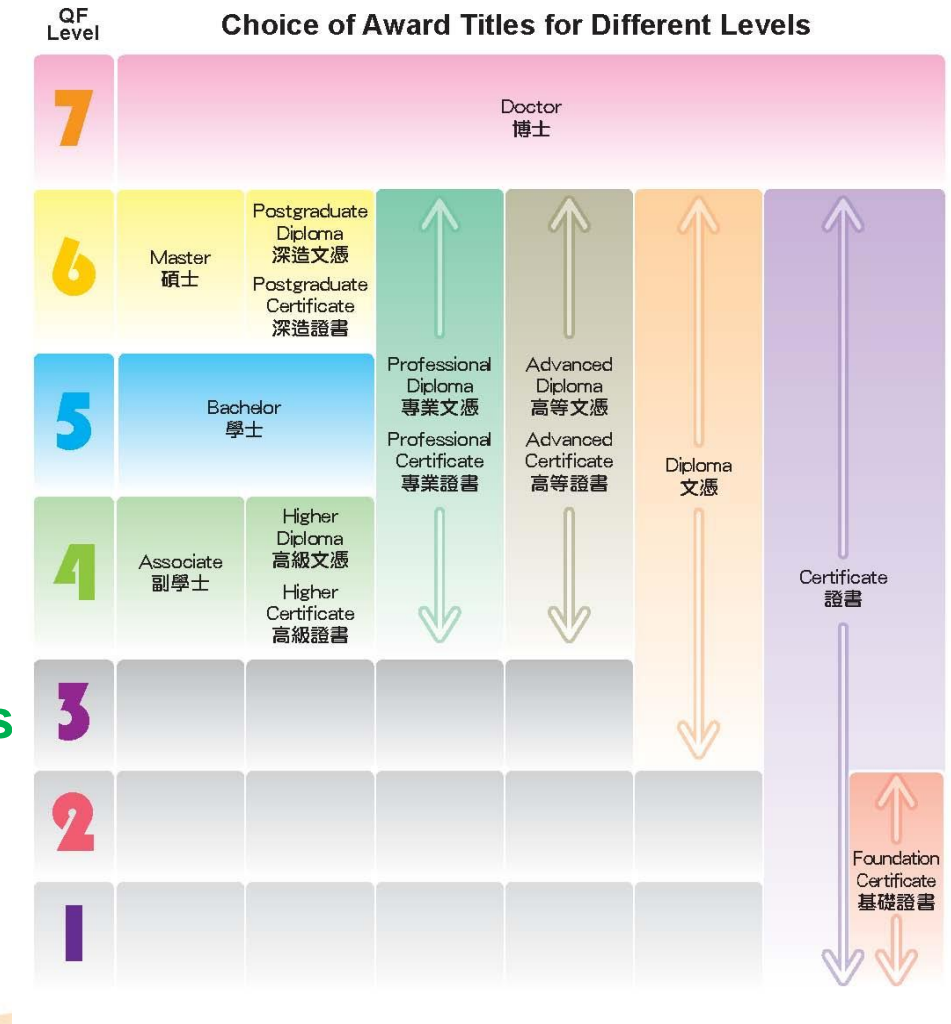 QF
Level
Choice of Award Titles for Different Levels
7
Doctor
博士
6
Master
碩士
Postgraduate
Diploma
深造文憑
Postgraduate
Certificate
深造證書
5
Bachelor
學士
Professional
Diploma
專業文憑
Professional
Certificate
專業證書
Advanced
Diploma
高等文憑
Advanced
Certificate
高等證書
Diploma
文憑
4
Associate
副學士
Higher
Diploma
高級文憑
Higher
Certificate
高級證書
Certificate
證書
s
3
2
Foundation
Certificate
基礎證書
1